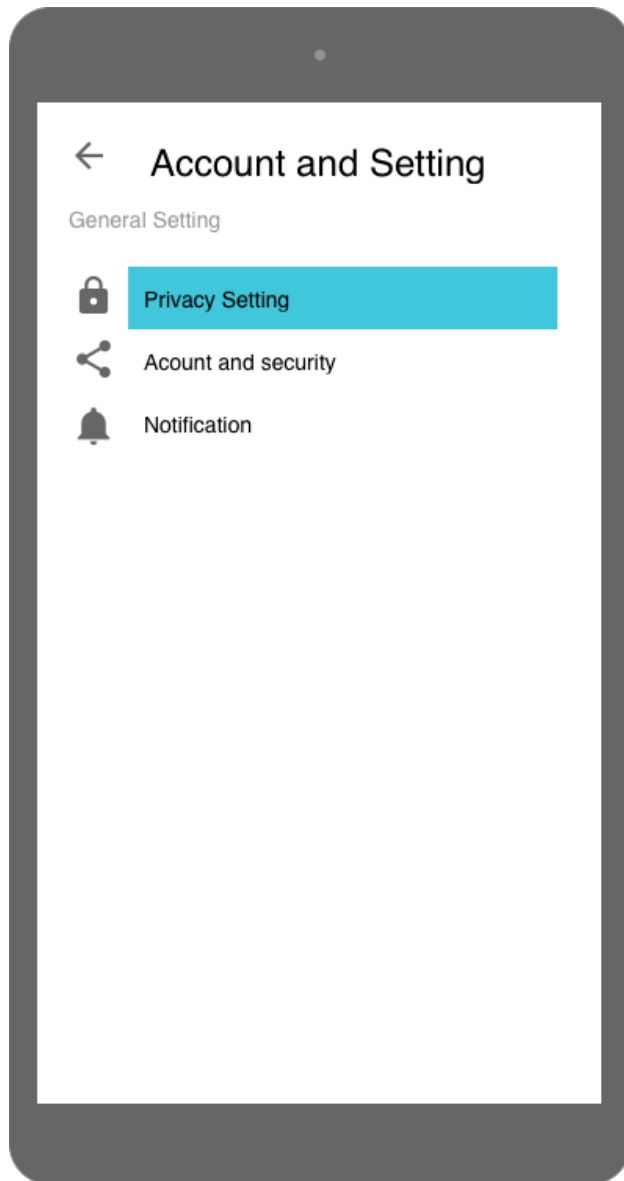 Account and Setting
General Setting
Privacy Setting
Acount and security
Notification